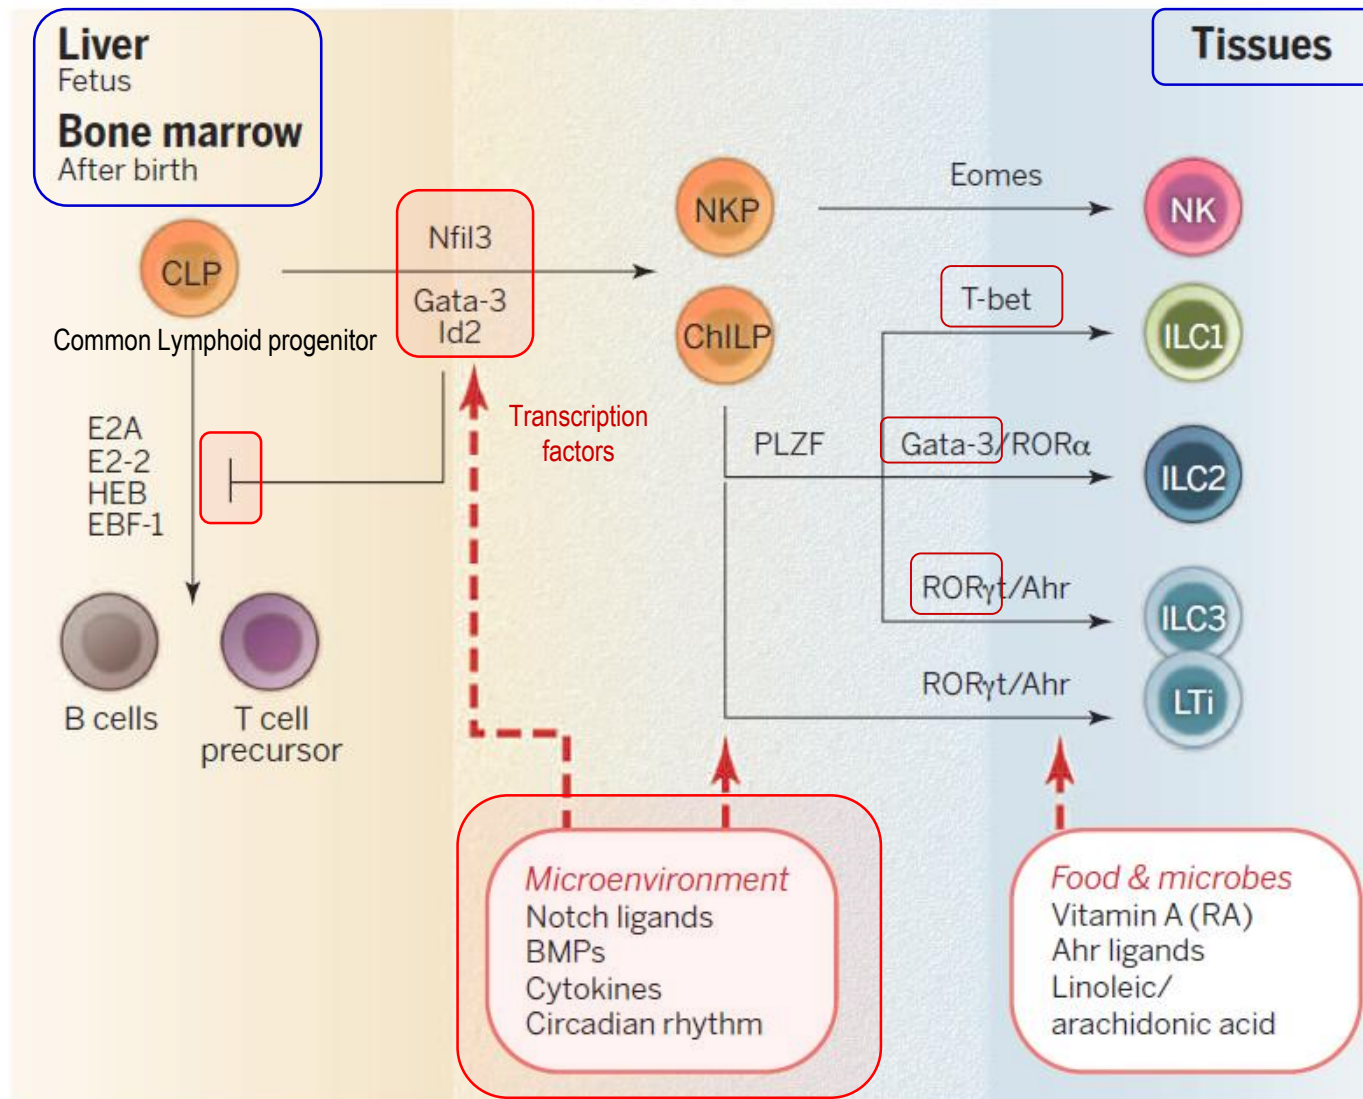 Liver
Fetus
Bone marrow
After birth
Tissues
CLP
Common Lymphoid progenitor
Nfil3
Gata-3
Id2
NKP
ChILP
Eomes
NK
T-bet
ILC1
E2A
E2-2
HEB
EBF-1
Transcription
factors
PLZF
Gata-3/RORα
ILC2
RORγt/Ahr
ILC3
RORγt/Ahr
LTi
B cells
T cell
precursor
Microenvironment
Notch ligands
BMPs
Cytokines
Circadian rhythm
Food & microbes
Vitamin A (RA)
Ahr ligands
Linoleic/
arachidonic acid